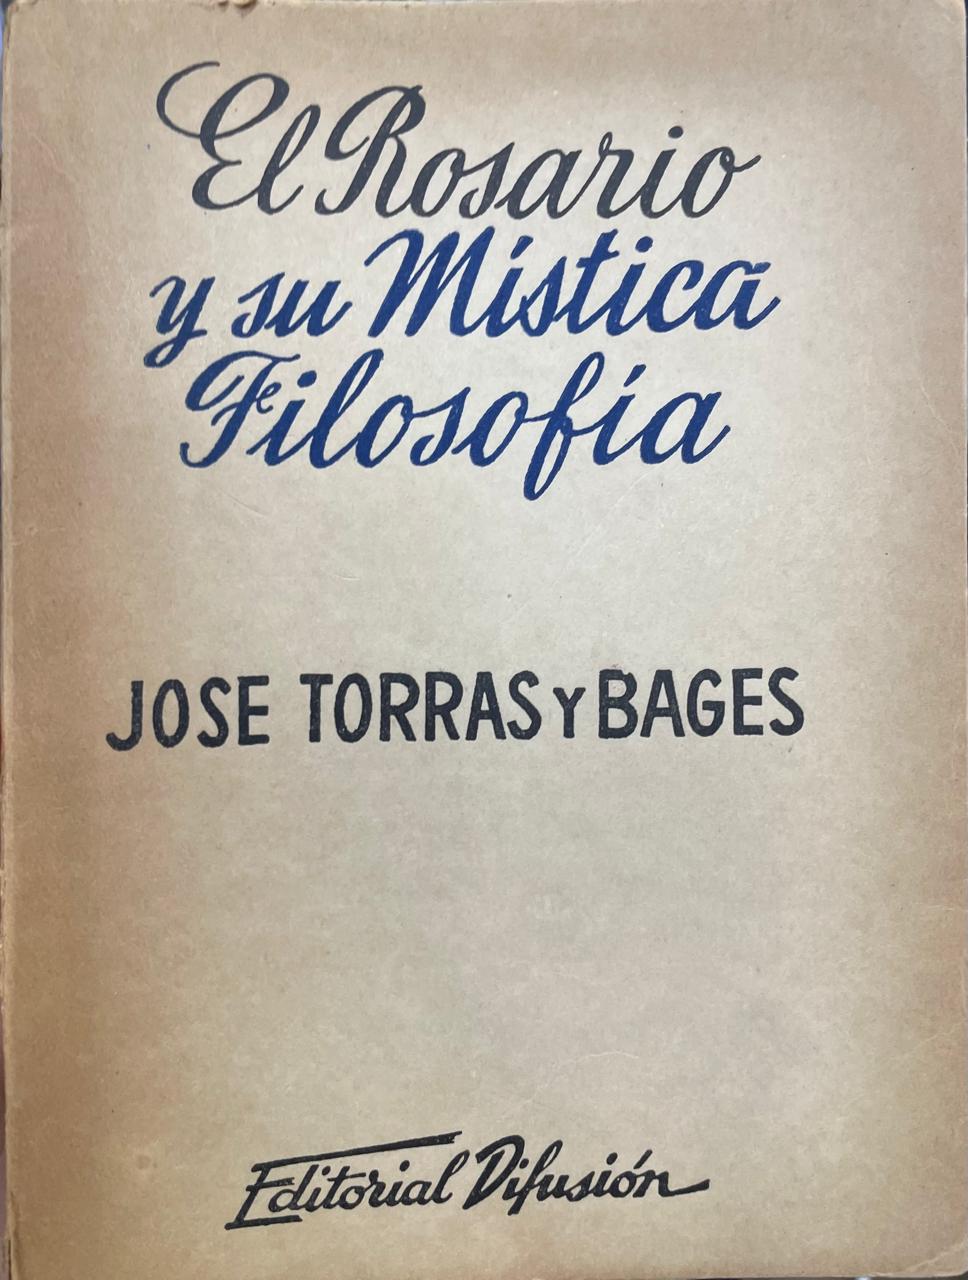 El Rosario
y su Mística
Filosofía
JOSE TORRAS Y BAGES
Editorial Difusión